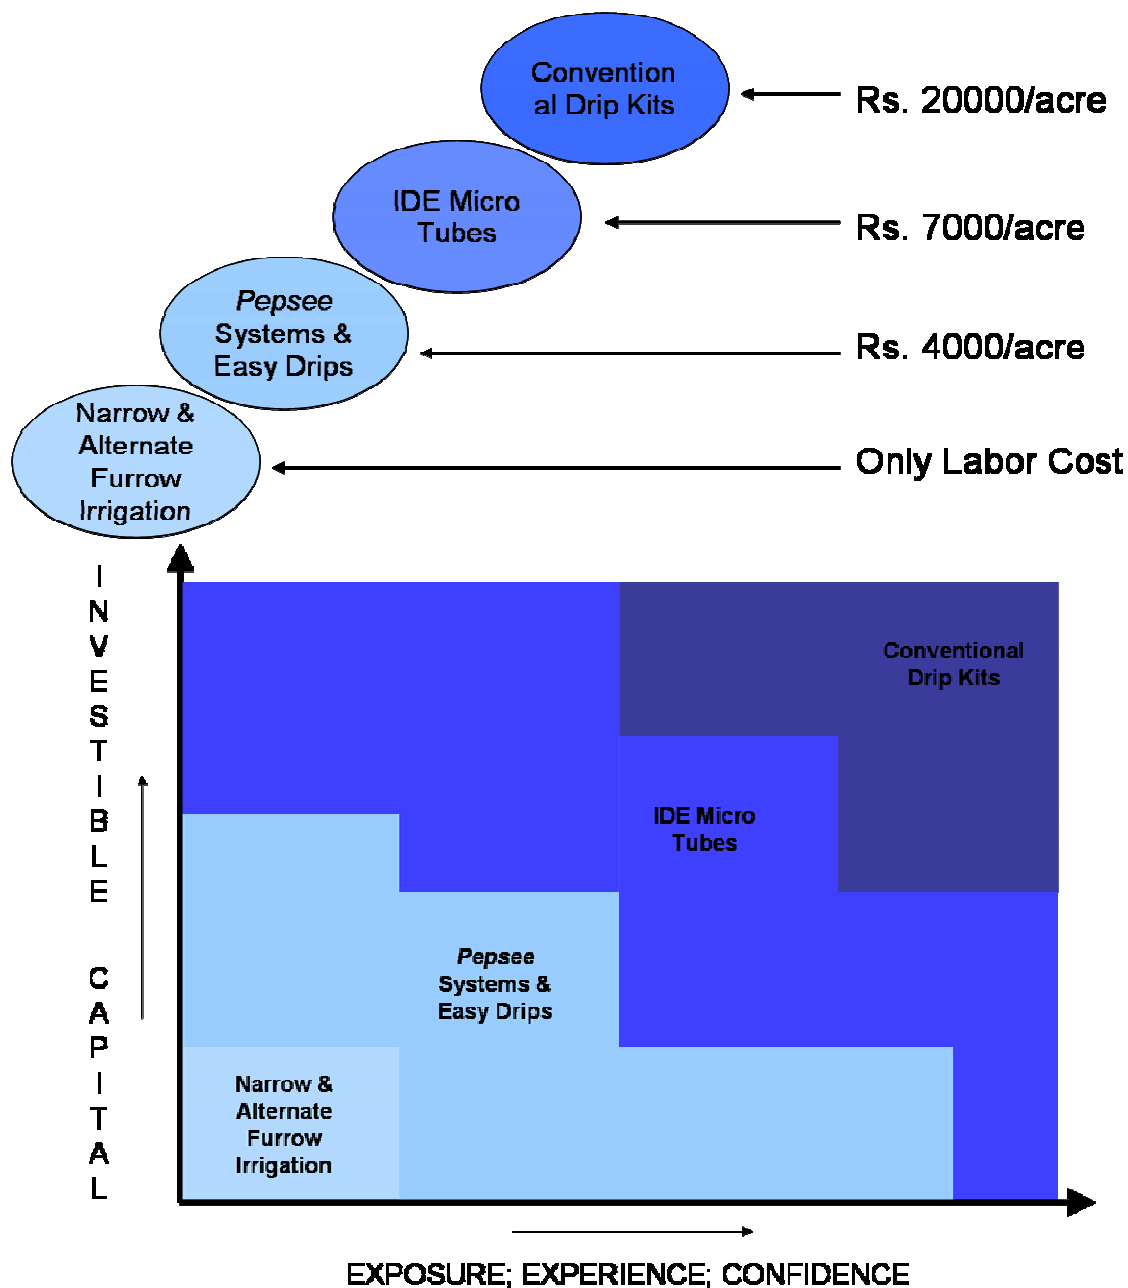 Convention
al Drip Kits
Rs. 20000/acre
IDE Micro
Tubes
Rs. 7000/acre
Pepsee
Systems &
Easy Drips
Rs. 4000/acre
Narrow &
Alternate
Furrow
Irrigation
Only Labor Cost
INVESTIBLE CAPITAL
Conventional
Drip Kits
IDE Micro
Tubes
Pepsee
Systems &
Easy Drips
Narrow &
Alternate
Furrow
Irrigation
EXPOSURE; EXPERIENCE; CONFIDENCE